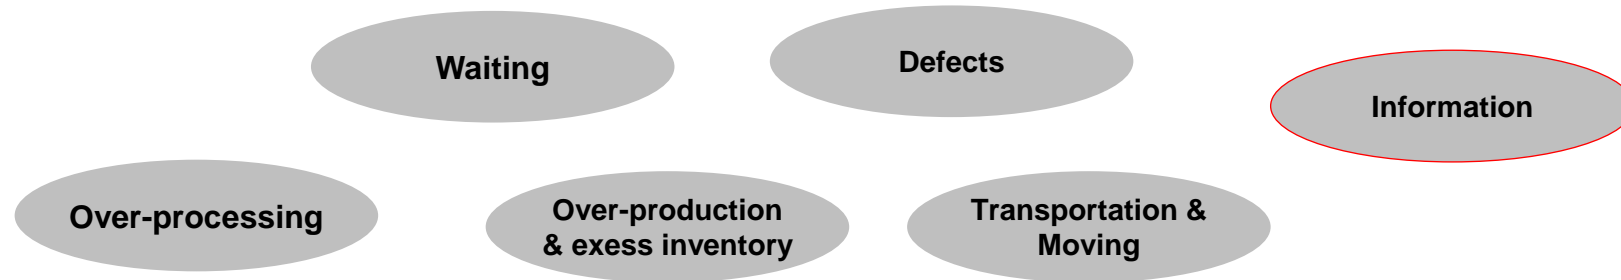 Waiting
Defects
Information
Over-processing
Over-production
& exess inventory
Transportation &
Moving